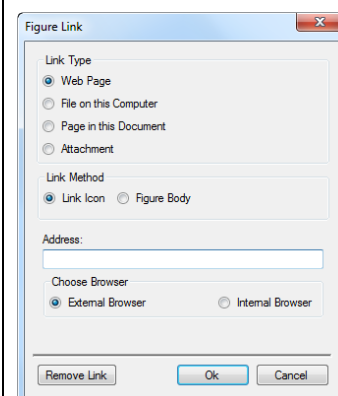 Figure Link
Link Type
Web Page
File on this Computer
Page in this Document
Attachment
Link Method
Link Icon Figure Body
Address:
Choose Browser
External Browser Internal Browser
Remove Link Ok Cancel